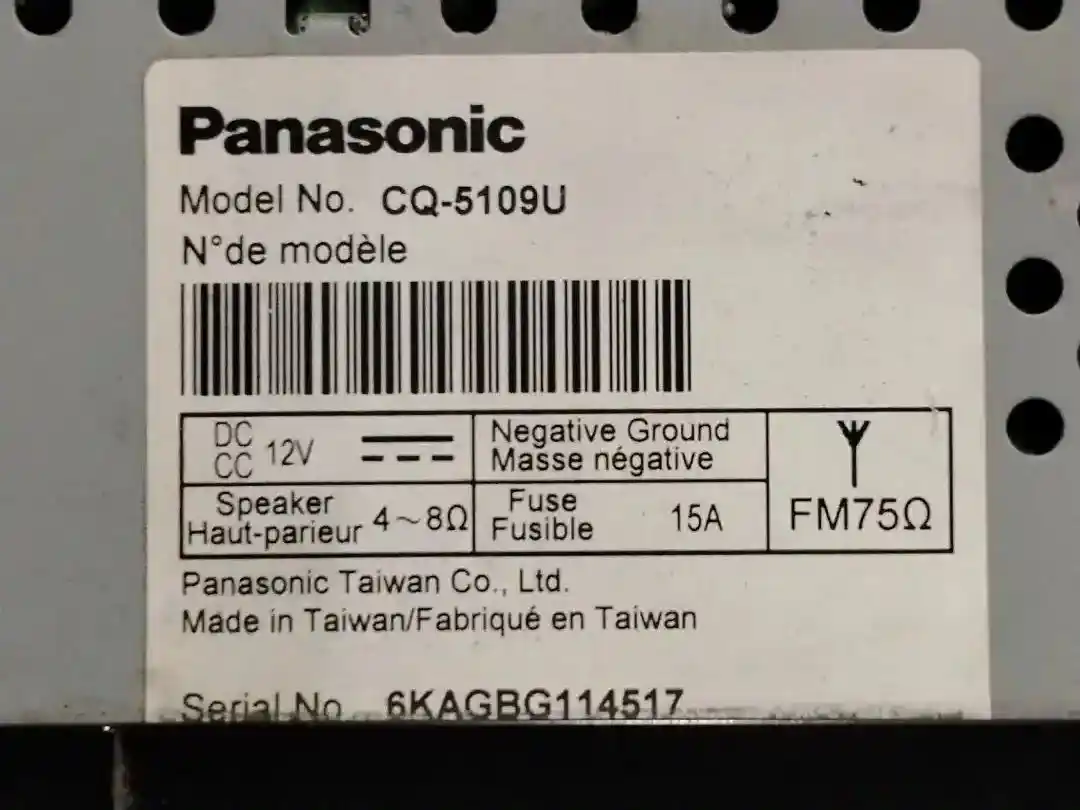 Panasonic
Model No. CQ-5109U
N°de modèle
DC
CC 12V
Negative Ground
Masse négative
Speaker
Haut-parieur 4~8Ω
Fuse
Fusible 15A
FM75Ω
Panasonic Taiwan Co., Ltd.
Made in Taiwan/Fabriqué en Taiwan
Serial No. 6KAGBG114517